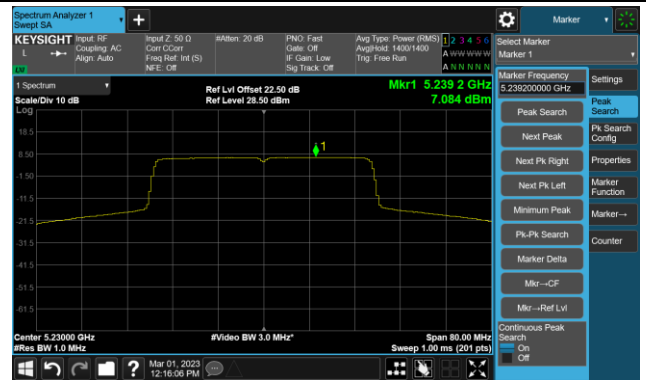 Spectrum Analyzer 1
Swept SA
Marker
KEYSIGHT
L
Input: RF
Coupling: AC
Align: Auto
Input Z: 50 Ω
Corr CCorr
Freq Ref: Int (S)
NFE: Off
#Atten: 20 dB
PNO: Fast
Gate: Off
IF Gain: Low
Sig Track: Off
Avg Type: Power (RMS)
Avg|Hold: 1400/1400
Trig: Free Run
1 2 3 4 5 6
A W W W W W
A N N N N N
Select Marker
Marker 1
1 Spectrum
Scale/Div 10 dB
Log
Ref Lvl Offset 22.50 dB
Ref Level 28.50 dBm
Mkr1 5.239 2 GHz
7.084 dBm
18.5
8.50
-1.50
-11.5
-21.5
-31.5
-41.5
-51.5
-61.5
1
Center 5.23000 GHz
#Res BW 1.0 MHz
#Video BW 3.0 MHz*
Span 80.00 MHz
Sweep 1.00 ms (201 pts)
Marker Frequency
5.239200000 GHz
Peak Search
Next Peak
Next Pk Right
Next Pk Left
Minimum Peak
Pk-Pk Search
Marker Delta
Mkr→CF
Mkr→Ref Lvl
Continuous Peak
Search
On
Off
Settings
Peak
Search
Pk Search
Config
Properties
Marker
Function
Marker→
Counter
Mar 01, 2023
12:16:06 PM